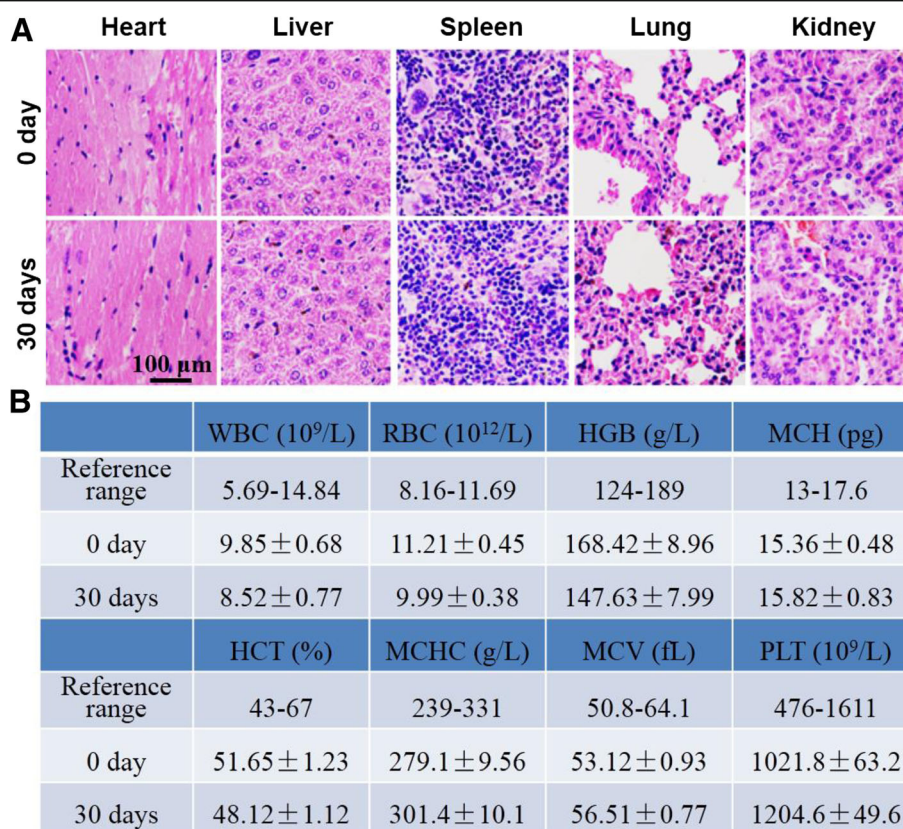 A
Heart Liver Spleen Lung Kidney
0 day
30 days
100 µm
B
WBC (10⁹/L) RBC (10¹²/L) HGB (g/L) MCH (pg)
Reference range 5.69-14.84 8.16-11.69 124-189 13-17.6
0 day 9.85±0.68 11.21±0.45 168.42±8.96 15.36±0.48
30 days 8.52±0.77 9.99±0.38 147.63±7.99 15.82±0.83
HCT (%) MCHC (g/L) MCV (fL) PLT (10⁹/L)
Reference range 43-67 239-331 50.8-64.1 476-1611
0 day 51.65±1.23 279.1±9.56 53.12±0.93 1021.8±63.2
30 days 48.12±1.12 301.4±10.1 56.51±0.77 1204.6±49.6